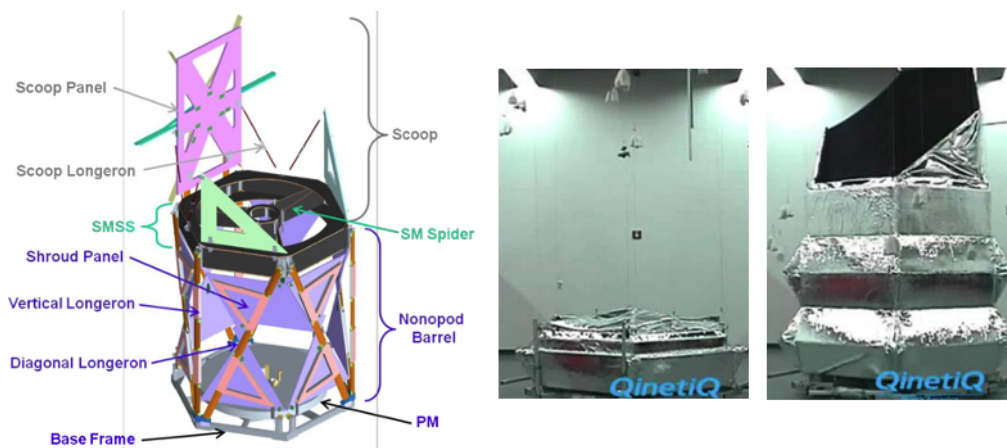 Scoop Panel
Scoop
Scoop Longeron
SMSS
SM Spider
Shroud Panel
Vertical Longeron
Nonopod
Barrel
Diagonal Longeron
PM
Base Frame
QinetiQ
QinetiQ